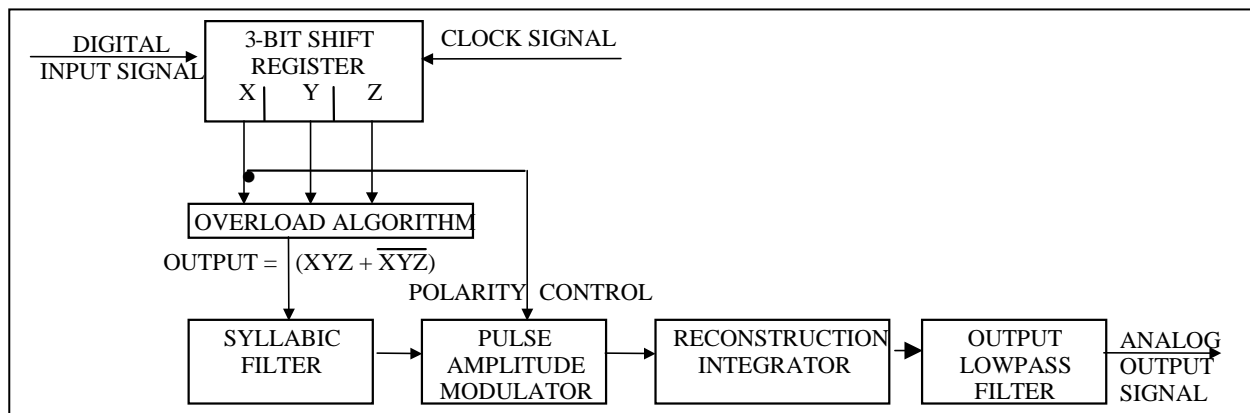 DIGITAL
INPUT SIGNAL
3-BIT SHIFT
REGISTER
X Y Z
CLOCK SIGNAL
OVERLOAD ALGORITHM
OUTPUT = (XYZ + X̅Y̅Z̅)
POLARITY CONTROL
SYLLABIC
FILTER
PULSE
AMPLITUDE
MODULATOR
RECONSTRUCTION
INTEGRATOR
OUTPUT
LOWPASS
FILTER
ANALOG
OUTPUT
SIGNAL